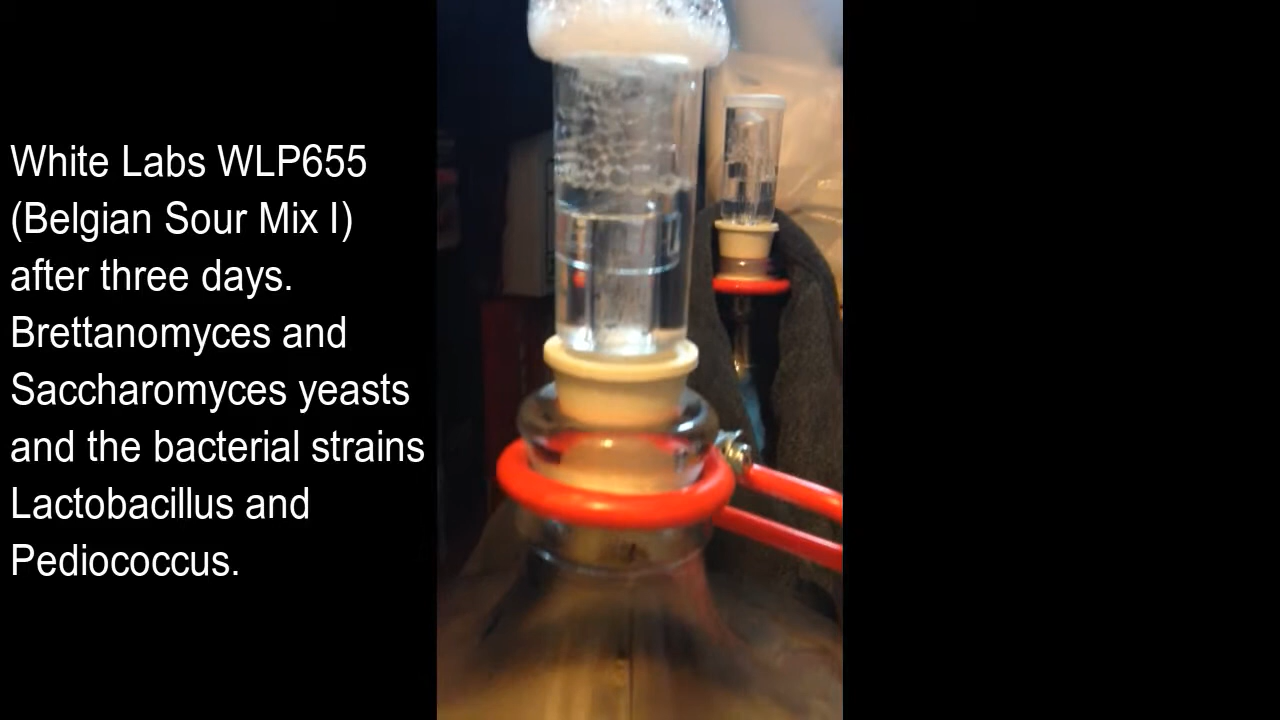 White Labs WLP655
(Belgian Sour Mix I)
after three days.
Brettanomyces and
Saccharomyces yeasts
and the bacterial strains
Lactobacillus and
Pediococcus.